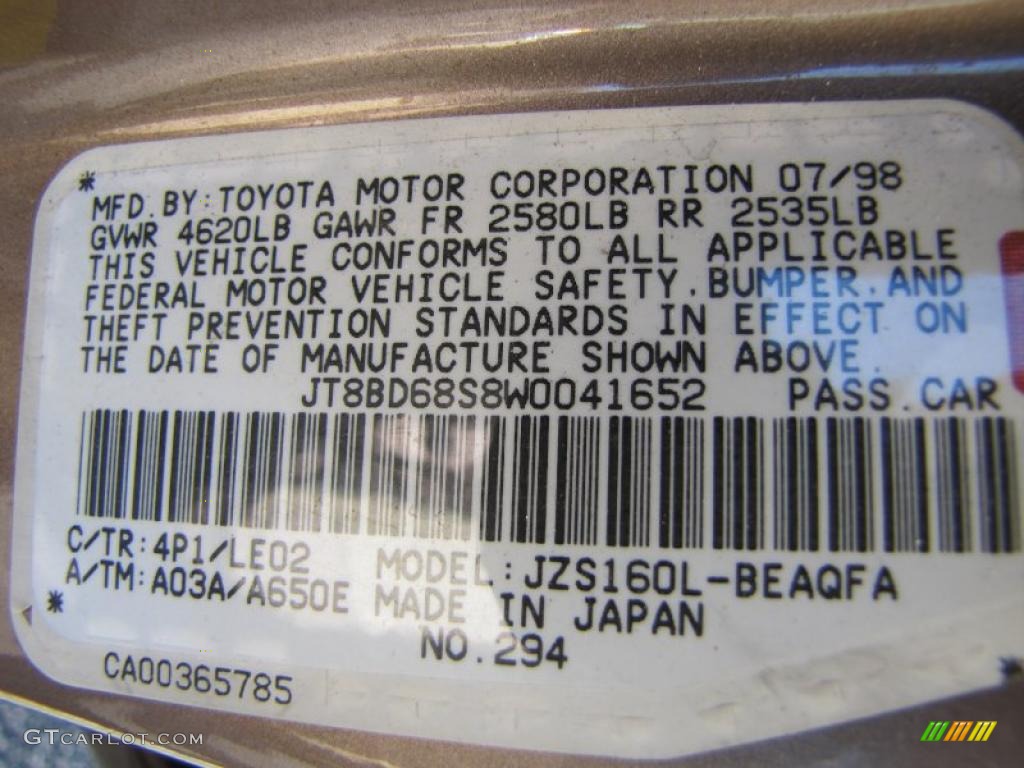 MFD.BY:TOYOTA MOTOR CORPORATION 07/98
GVWR 4620LB GAWR FR 2580LB RR 2535LB
THIS VEHICLE CONFORMS TO ALL APPLICABLE
FEDERAL MOTOR VEHICLE SAFETY.BUMPER.AND
THEFT PREVENTION STANDARDS IN EFFECT ON
THE DATE OF MANUFACTURE SHOWN ABOVE.
JT8BD68S8W0041652 PASS.CAR
C/TR:4P1/LE02 MODEL:JZS160L-BEAQFA
A/TM:A03A/A650E MADE IN JAPAN
NO.294
CA00365785
GTCARLOT.COM